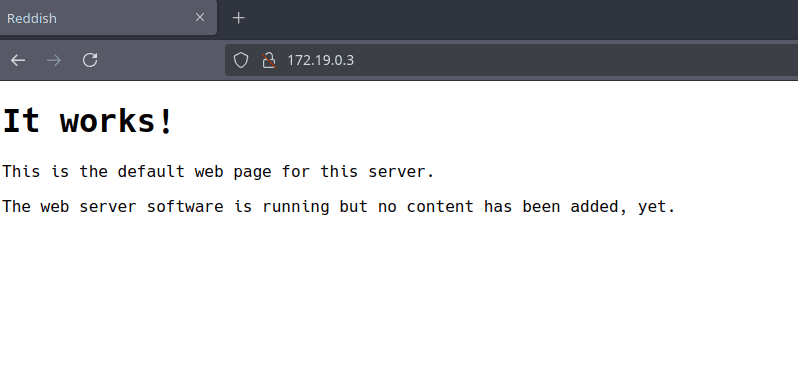 Reddish
172.19.0.3
It works!
This is the default web page for this server.
The web server software is running but no content has been added, yet.